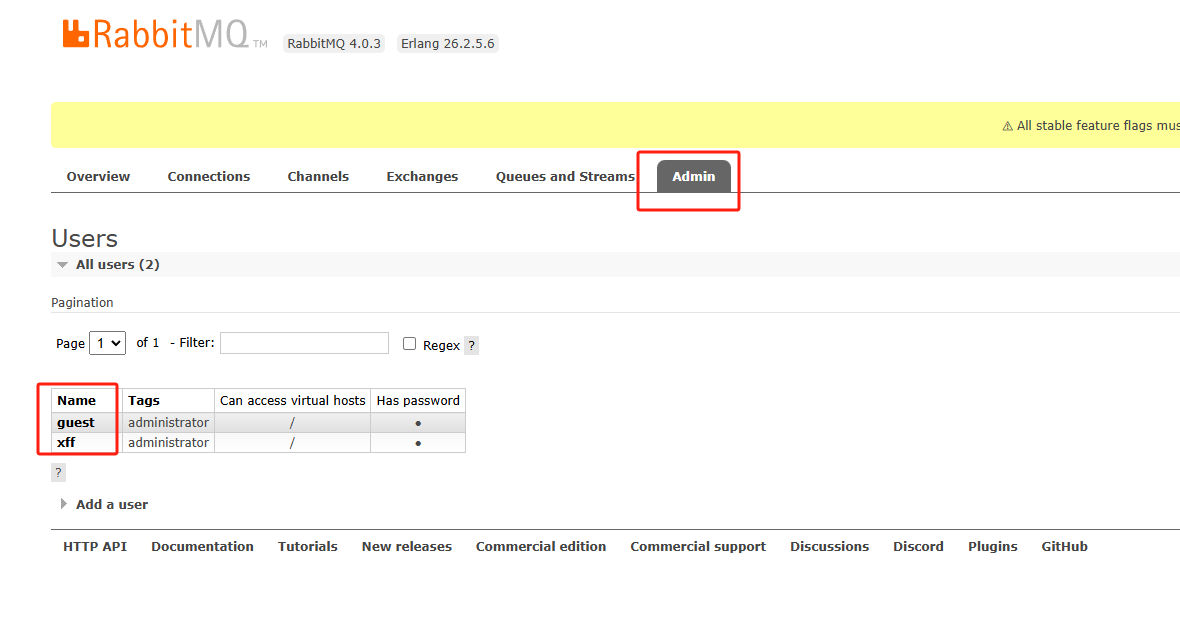 RabbitMQ TM RabbitMQ 4.0.3 Erlang 26.2.5.6
⚠ All stable feature flags mus
Overview Connections Channels Exchanges Queues and Streams Admin
Users
All users (2)
Pagination
Page 1 of 1 - Filter: Regex ?
Name Tags Can access virtual hosts Has password
guest administrator / ●
xff administrator / ●
?
Add a user
HTTP API Documentation Tutorials New releases Commercial edition Commercial support Discussions Discord Plugins GitHub